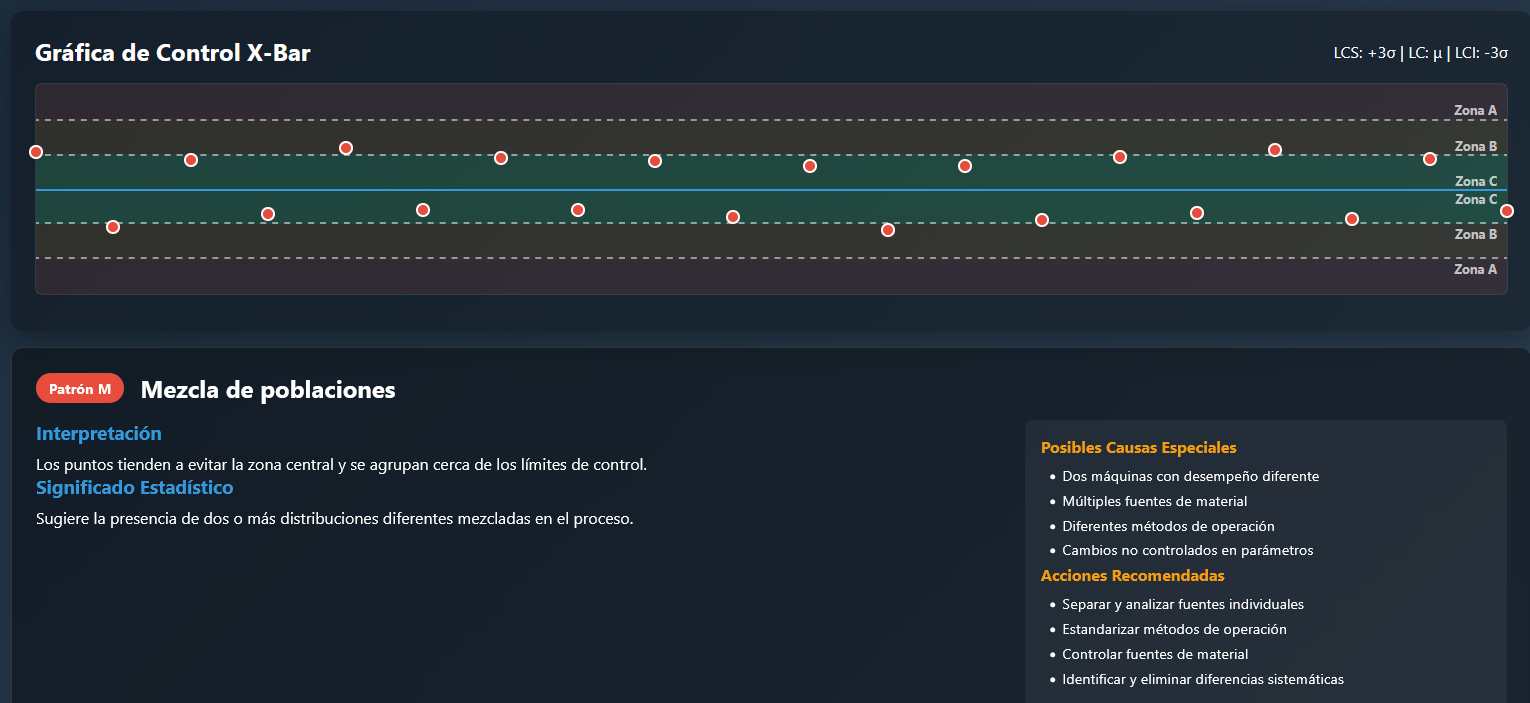 Gráfica de Control X-Bar
LCS: +3σ | LC: μ | LCI: -3σ
Zona A
Zona B
Zona C
Zona C
Zona B
Zona A
Patrón M
Mezcla de poblaciones
Interpretación
Los puntos tienden a evitar la zona central y se agrupan cerca de los límites de control.
Significado Estadístico
Sugiere la presencia de dos o más distribuciones diferentes mezcladas en el proceso.
Posibles Causas Especiales
• Dos máquinas con desempeño diferente
• Múltiples fuentes de material
• Diferentes métodos de operación
• Cambios no controlados en parámetros
Acciones Recomendadas
• Separar y analizar fuentes individuales
• Estandarizar métodos de operación
• Controlar fuentes de material
• Identificar y eliminar diferencias sistemáticas